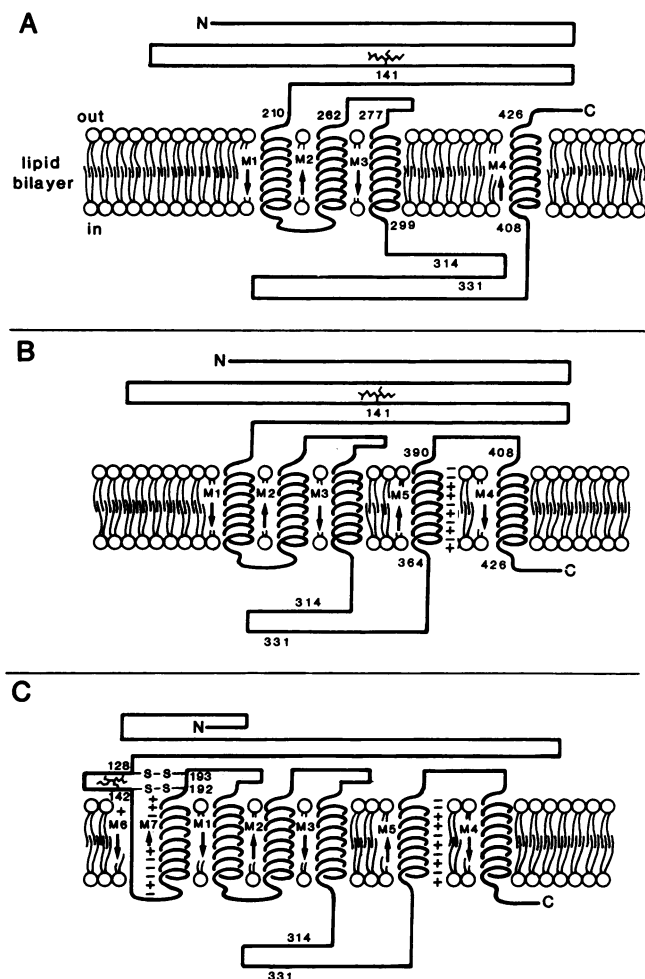 A
N
141
210 262 277 426 C
out
M1 M2 M3 M4
lipid
bilayer
in
299 408
314
331
B
N
141
390 408
M1 M2 M3 M5 M4
364 426 C
314
331
C
N
128 S-S 193
142 S-S 192
M6 M7 M1 M2 M3 M5 M4
C
314
331